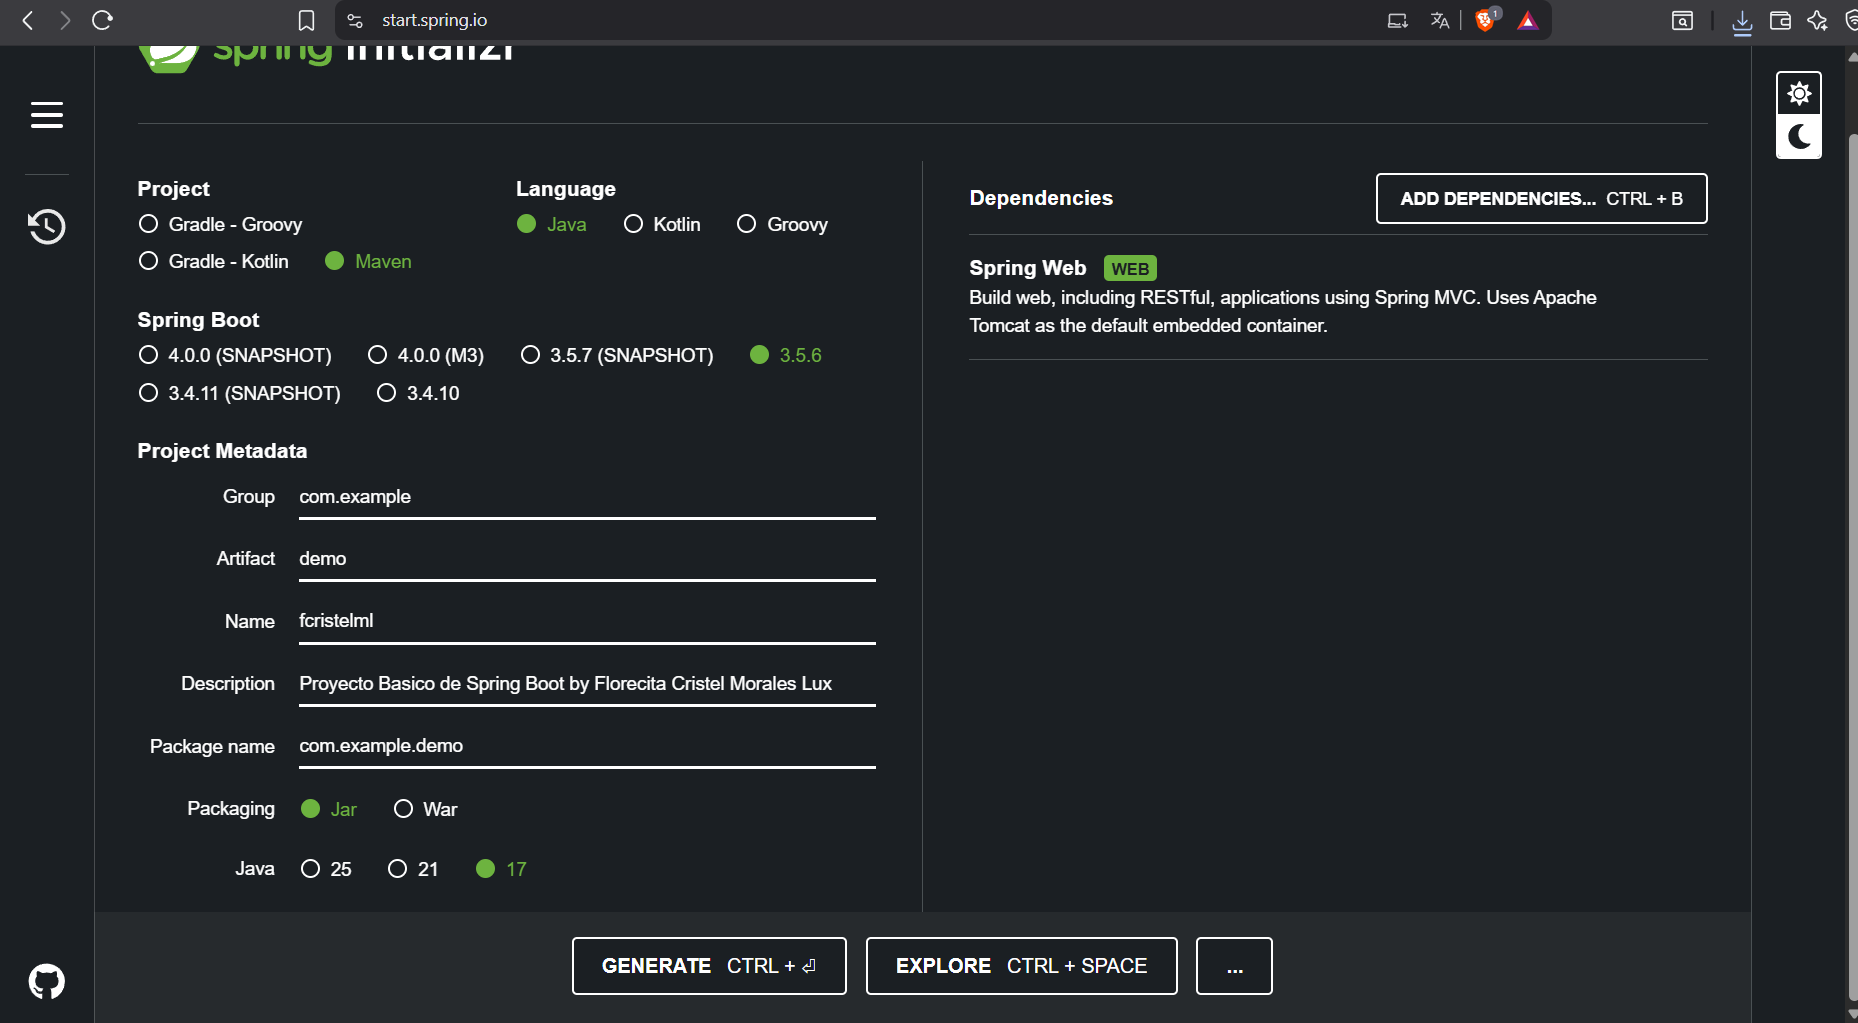 start.spring.io
1
spring initializr
Project
Gradle - Groovy
Gradle - Kotlin
Maven
Language
Java
Kotlin
Groovy
Spring Boot
4.0.0 (SNAPSHOT)
4.0.0 (M3)
3.5.7 (SNAPSHOT)
3.5.6
3.4.11 (SNAPSHOT)
3.4.10
Project Metadata
Group
com.example
Artifact
demo
Name
fcristelml
Description
Proyecto Basico de Spring Boot by Florecita Cristel Morales Lux
Package name
com.example.demo
Packaging
Jar
War
Java
25
21
17
Dependencies
ADD DEPENDENCIES... CTRL + B
Spring Web WEB
Build web, including RESTful, applications using Spring MVC. Uses Apache
Tomcat as the default embedded container.
GENERATE CTRL + ⏎
EXPLORE CTRL + SPACE
...